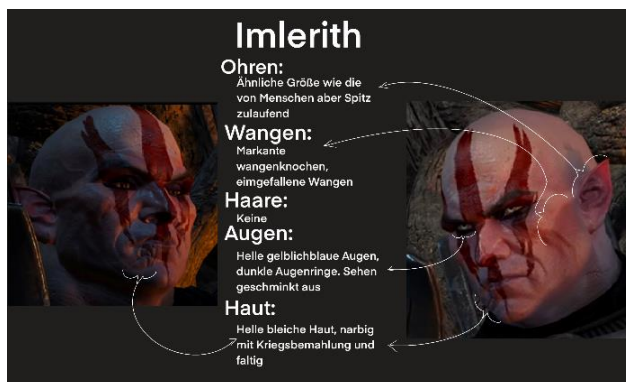 Imlerith
Ohren:
Ähnliche Größe wie die
von Menschen aber Spitz
zulaufend
Wangen:
Markante
wangenknochen,
eimgefallene Wangen
Haare:
Keine
Augen:
Helle gelblichblaue Augen,
dunkle Augenringe. Sehen
geschminkt aus
Haut:
Helle bleiche Haut, narbig
mit Kriegsbemahlung und
faltig